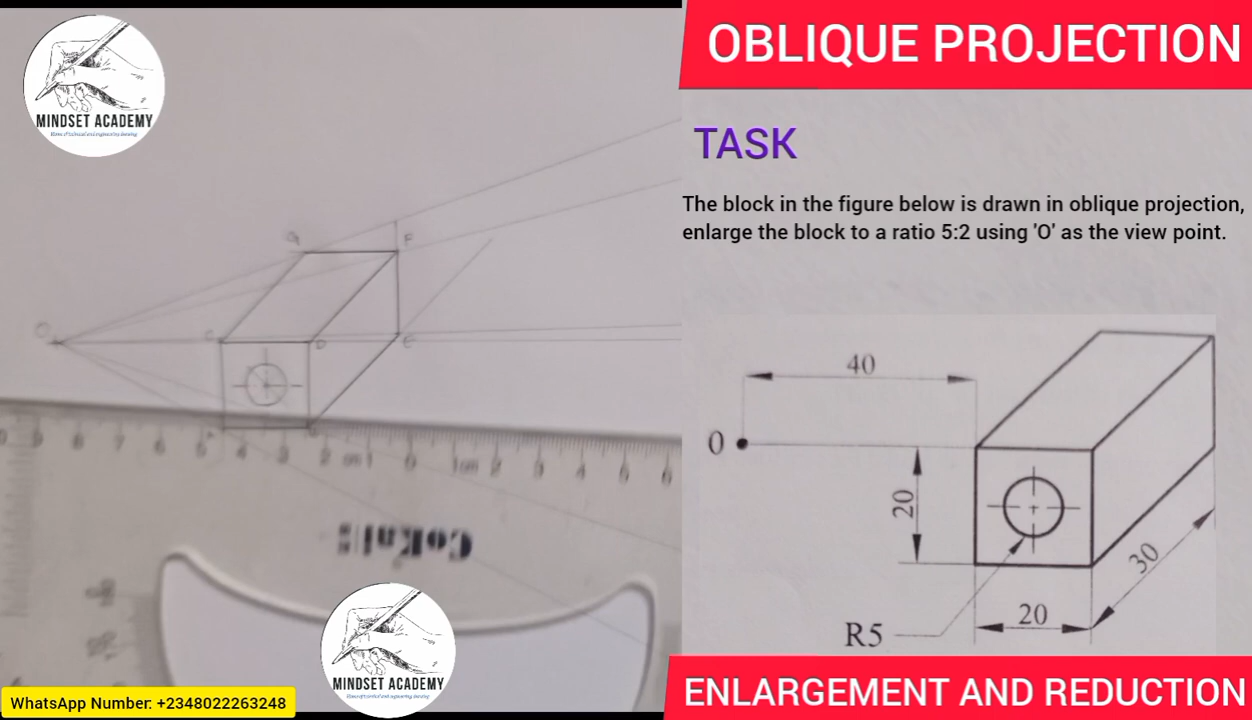 MINDSET ACADEMY
OBLIQUE PROJECTION
TASK
The block in the figure below is drawn in oblique projection,
enlarge the block to a ratio 5:2 using 'O' as the view point.
40
O
20
30
20
R5
O
C
D
F
CoKals
MINDSET ACADEMY
WhatsApp Number: +2348022263248
ENLARGEMENT AND REDUCTION